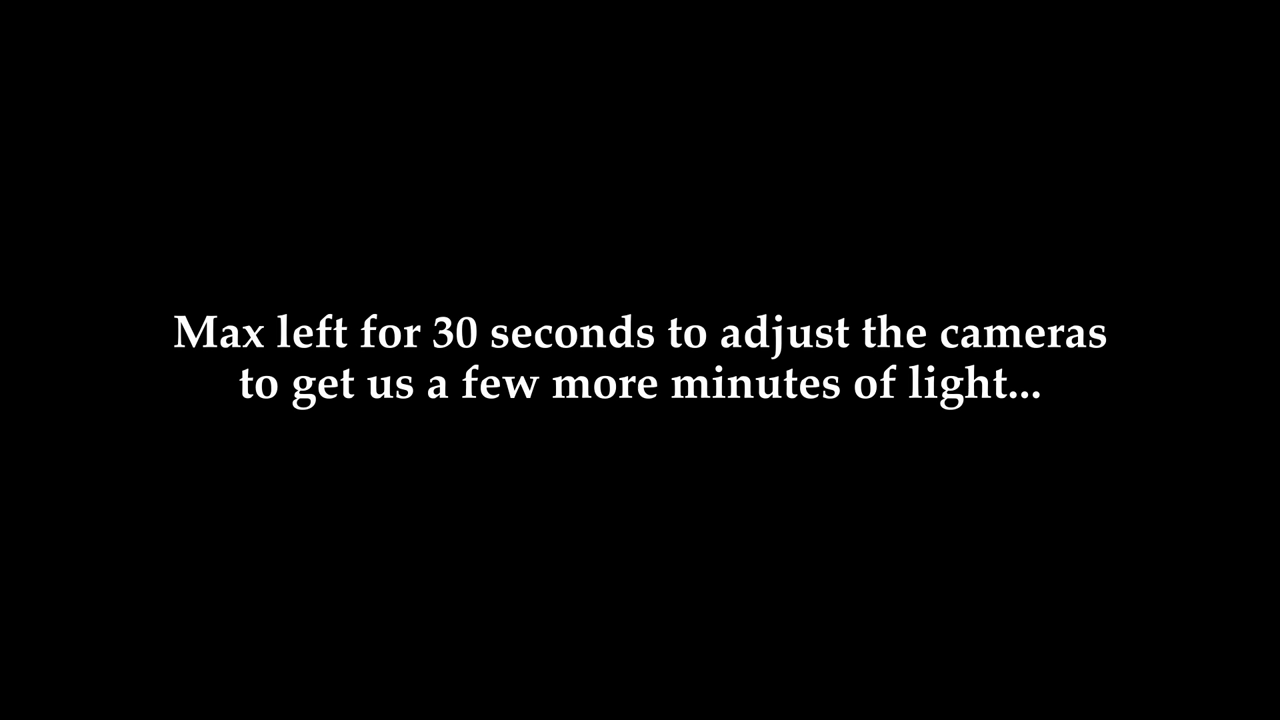 Max left for 30 seconds to adjust the cameras
to get us a few more minutes of light...